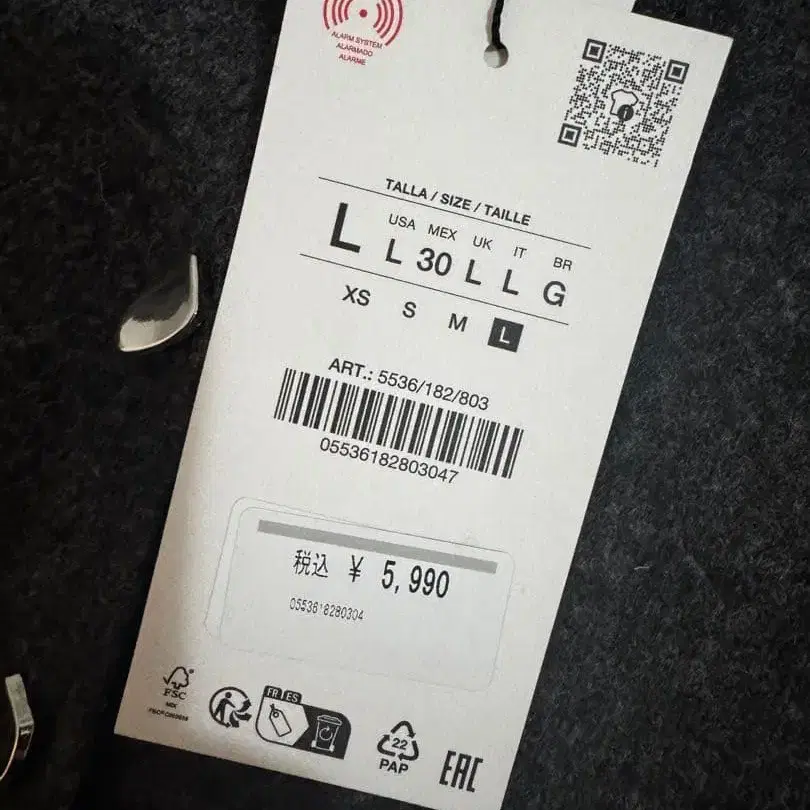 ALARM SYSTEM
ALARMADO
ALARME
TALLA / SIZE / TAILLE
L
USA MEX UK IT BR
L 30 L L G
XS S M L
ART.: 5536/182/803
05536182803047
税込 ¥ 5,990
0553618280304
FSC
MIX
FR ES
22
PAP
EAC